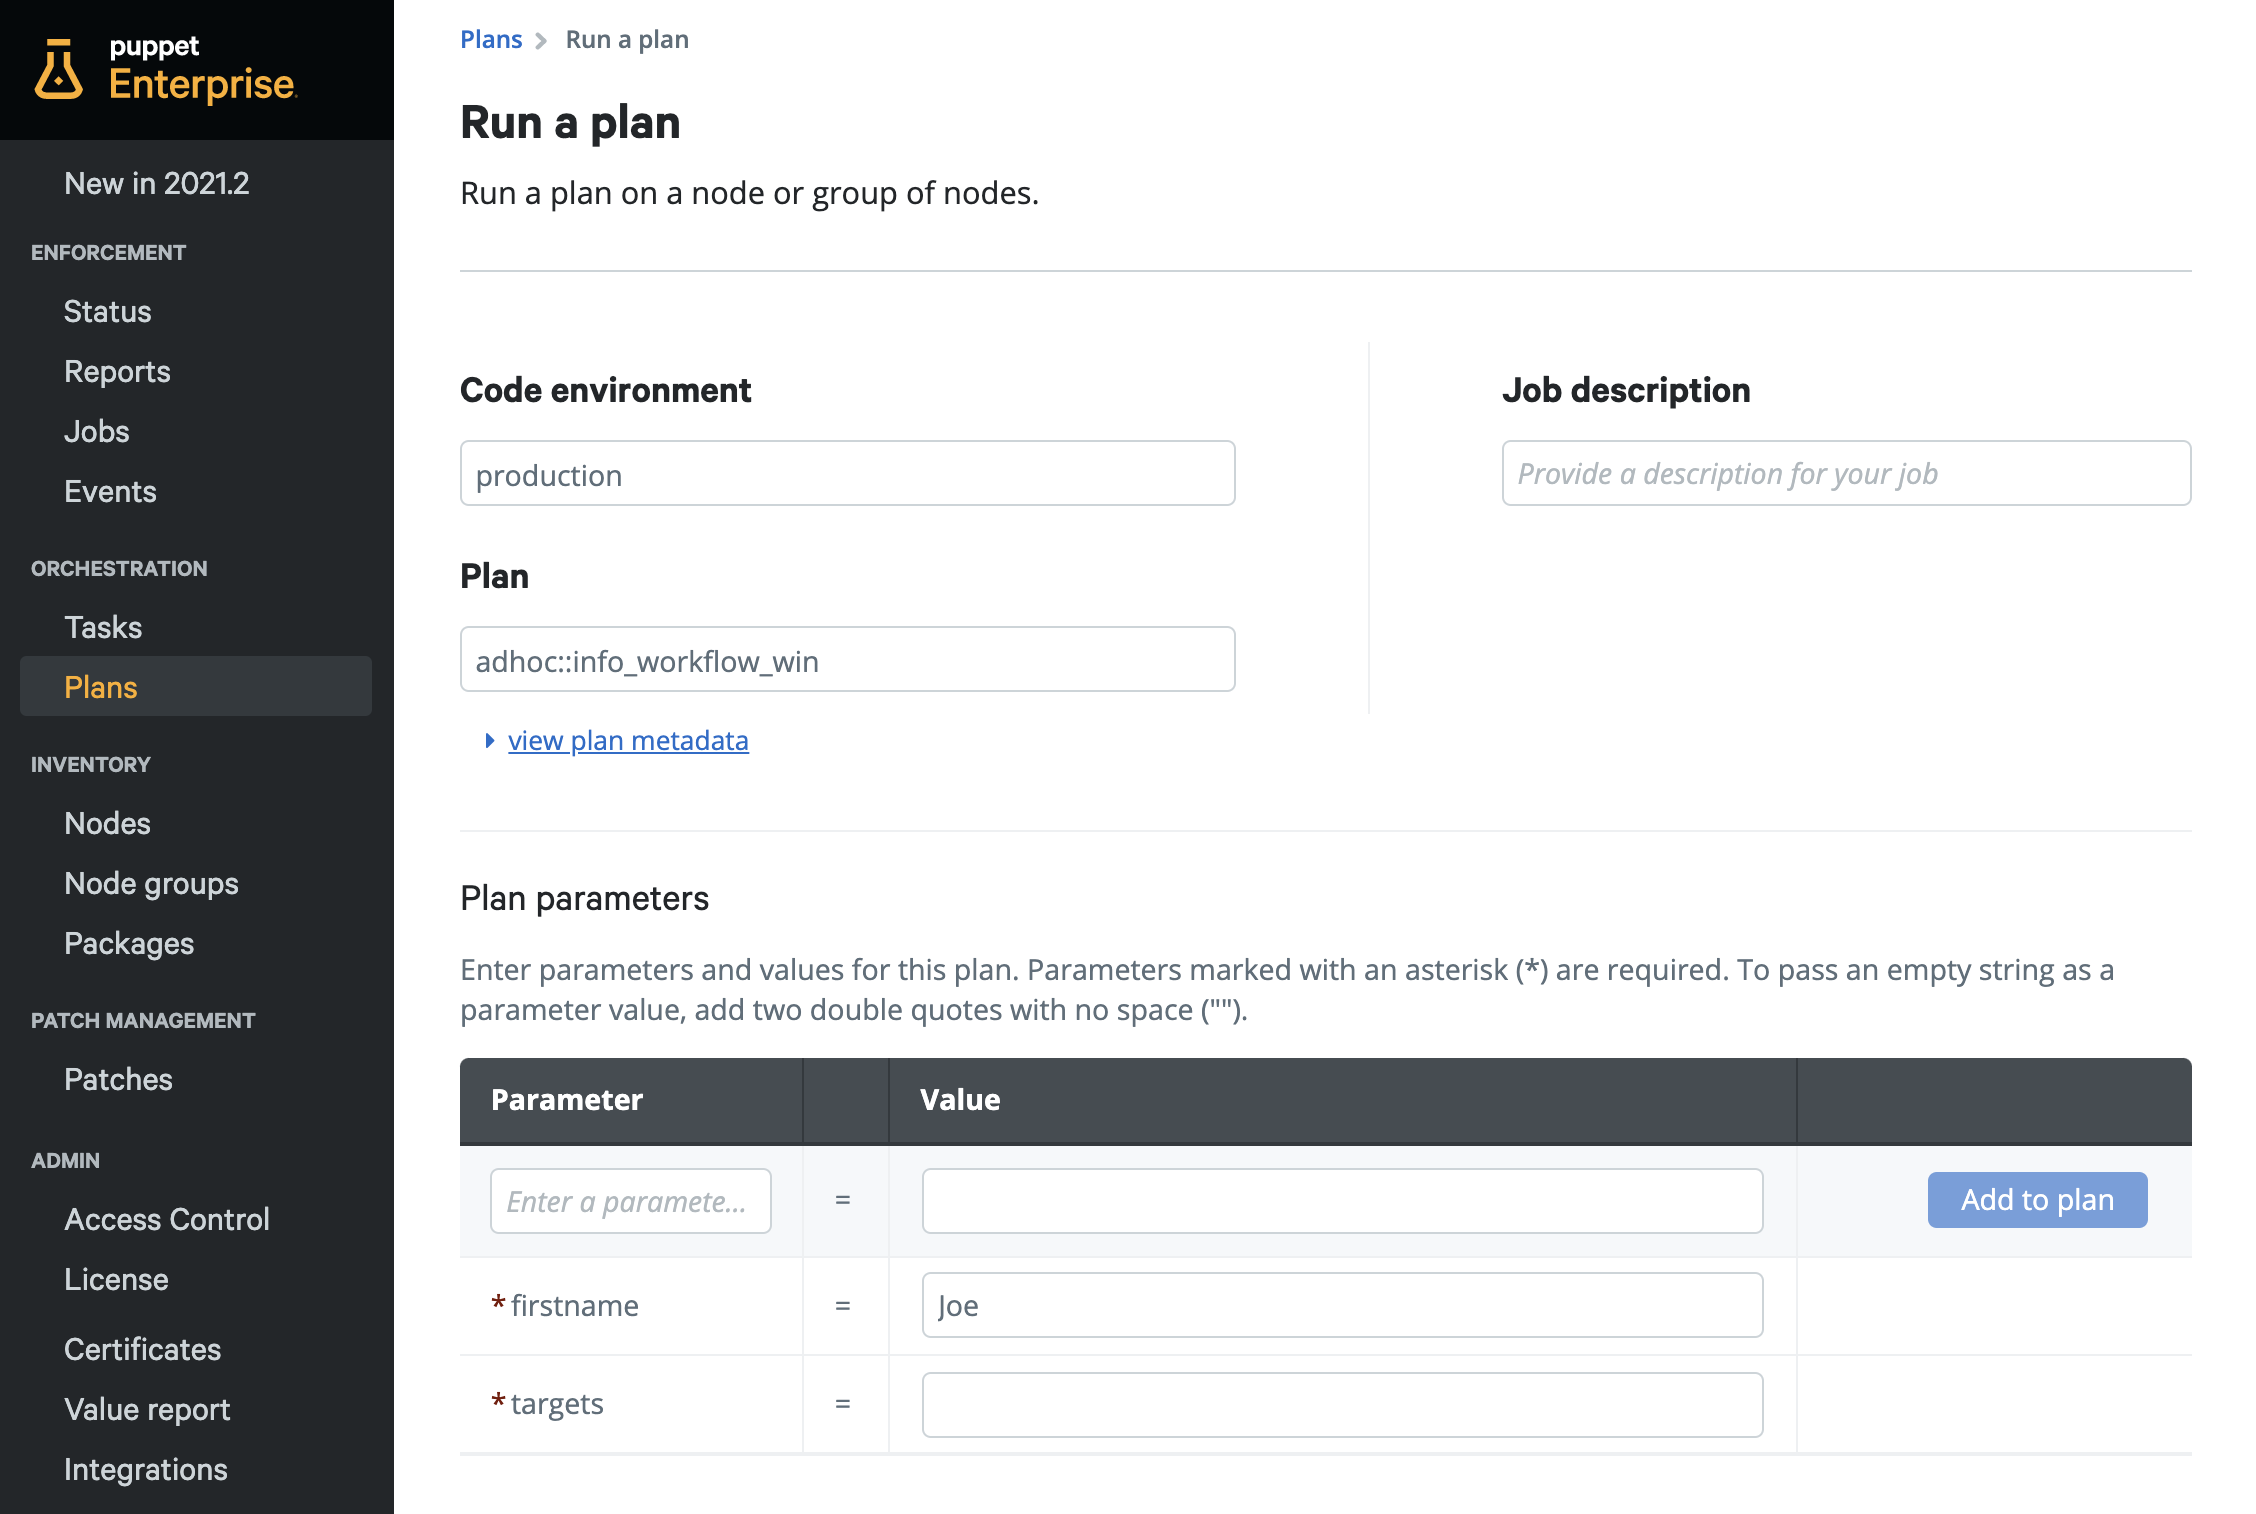 puppet
Enterprise
New in 2021.2
ENFORCEMENT
Status
Reports
Jobs
Events
ORCHESTRATION
Tasks
Plans
INVENTORY
Nodes
Node groups
Packages
PATCH MANAGEMENT
Patches
ADMIN
Access Control
License
Certificates
Value report
Integrations
Plans > Run a plan
Run a plan
Run a plan on a node or group of nodes.
Code environment
production
Job description
Provide a description for your job
Plan
adhoc::info_workflow_win
view plan metadata
Plan parameters
Enter parameters and values for this plan. Parameters marked with an asterisk (*) are required. To pass an empty string as a
parameter value, add two double quotes with no space ("").
Parameter Value
Enter a paramete... = Add to plan
* firstname = Joe
* targets =